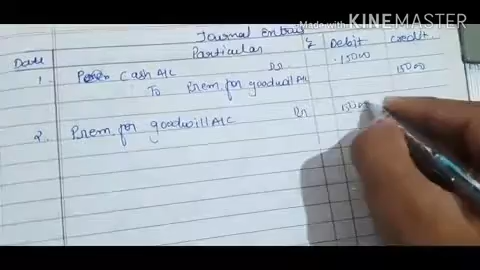 Made with KINEMASTER
Journal Entries
Date Particular £ Debit Credit
1. Cash A/c Dr 15000
To Prem. for goodwill A/c 15000
2. Prem. for goodwill A/c Dr